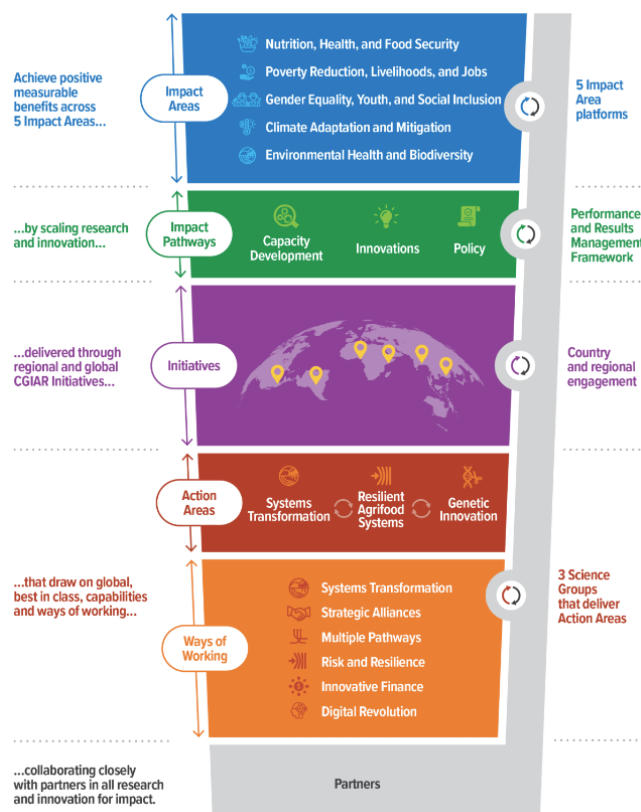 Achieve positive
measurable
benefits across
5 Impact Areas...
Impact
Areas
Nutrition, Health, and Food Security
Poverty Reduction, Livelihoods, and Jobs
Gender Equality, Youth, and Social Inclusion
Climate Adaptation and Mitigation
Environmental Health and Biodiversity
5 Impact
Area
platforms
...by scaling research
and innovation...
Impact
Pathways
Capacity
Development
Innovations
Policy
Performance
and Results
Management
Framework
...delivered through
regional and global
CGIAR Initiatives...
Initiatives
Country
and regional
engagement
Action
Areas
Systems
Transformation
Resilient
Agrifood
Systems
Genetic
Innovation
...that draw on global,
best in class, capabilities
and ways of working...
Ways of
Working
Systems Transformation
Strategic Alliances
Multiple Pathways
Risk and Resilience
Innovative Finance
Digital Revolution
3 Science
Groups
that deliver
Action Areas
...collaborating closely
with partners in all research
and innovation for impact.
Partners